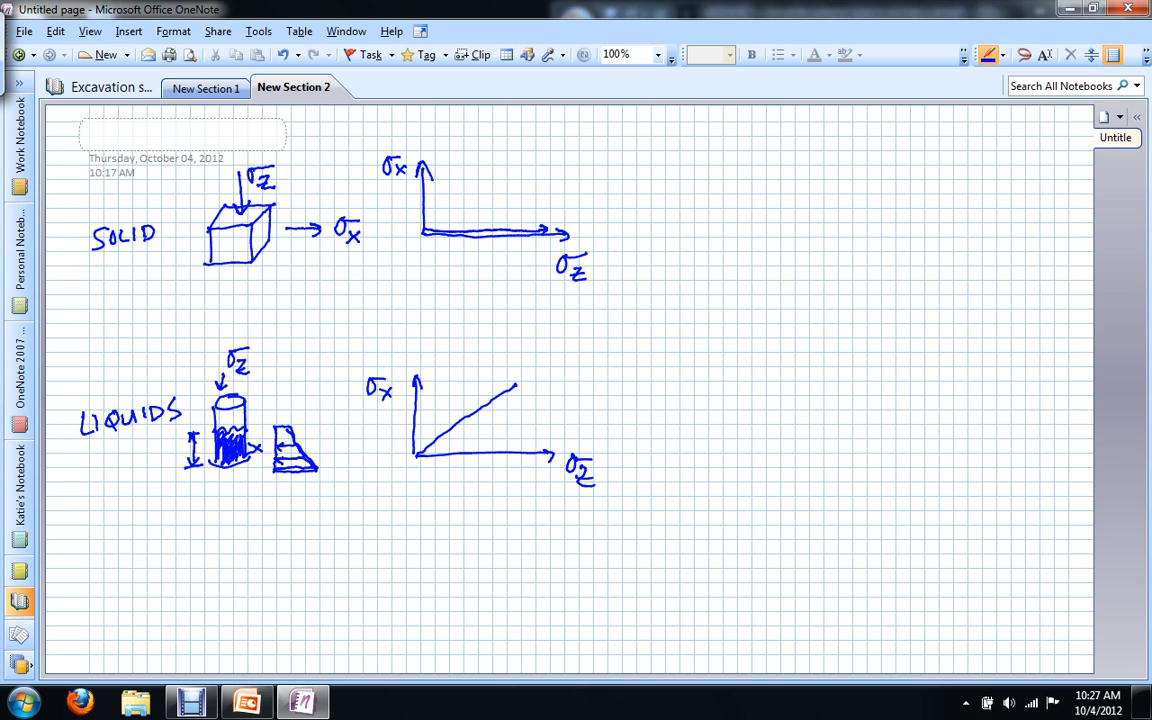 Untitled page - Microsoft Office OneNote
File Edit View Insert Format Share Tools Table Window Help
New Task Tag Clip 100%
Excavation s... New Section 1 New Section 2 Search All Notebooks
Untitle
Work Notebook
Personal Noteb...
OneNote 2007 ...
Katie's Notebook
Thursday, October 04, 2012
10:17 AM
σz
σx
SOLID
σx
σz
σz
σx
LIQUIDS
σz
10:27 AM
10/4/2012